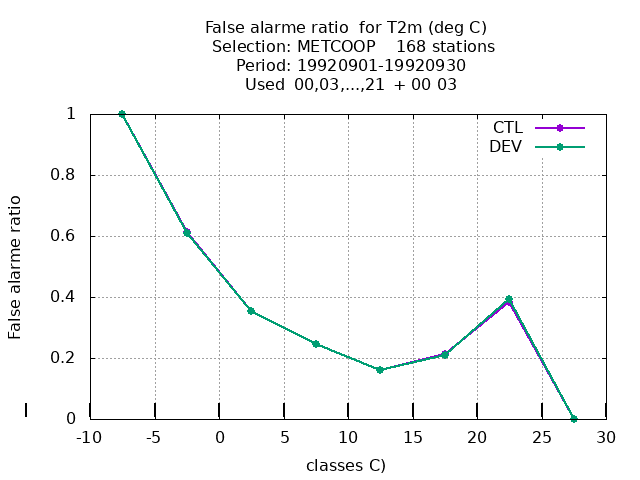 False alarme ratio  for T2m (deg C)
Selection: METCOOP    168 stations
Period: 19920901-19920930
Used  00,03,...,21  + 00 03
CTL
DEV
1
0.8
0.6
0.4
0.2
0
False alarme ratio
-10 -5 0 5 10 15 20 25 30
classes C)